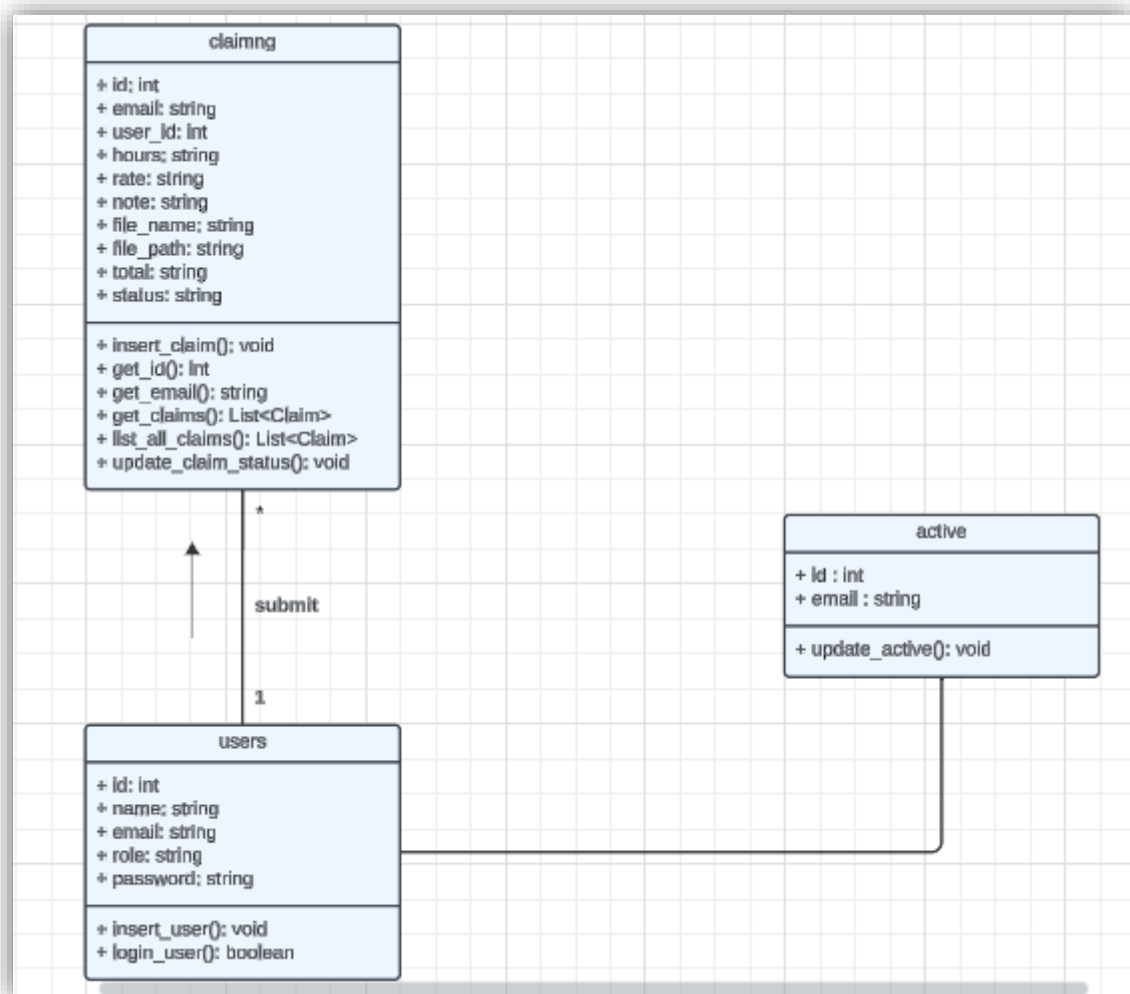 claimng
+ id: int
+ email: string
+ user_id: int
+ hours: string
+ rate: string
+ note: string
+ file_name: string
+ file_path: string
+ total: string
+ status: string
+ insert_claim(): void
+ get_id(): int
+ get_email(): string
+ get_claims(): List<Claim>
+ list_all_claims(): List<Claim>
+ update_claim_status(): void
*
submit
1
active
+ id : int
+ email : string
+ update_active(): void
users
+ id: int
+ name: string
+ email: string
+ role: string
+ password: string
+ insert_user(): void
+ login_user(): boolean